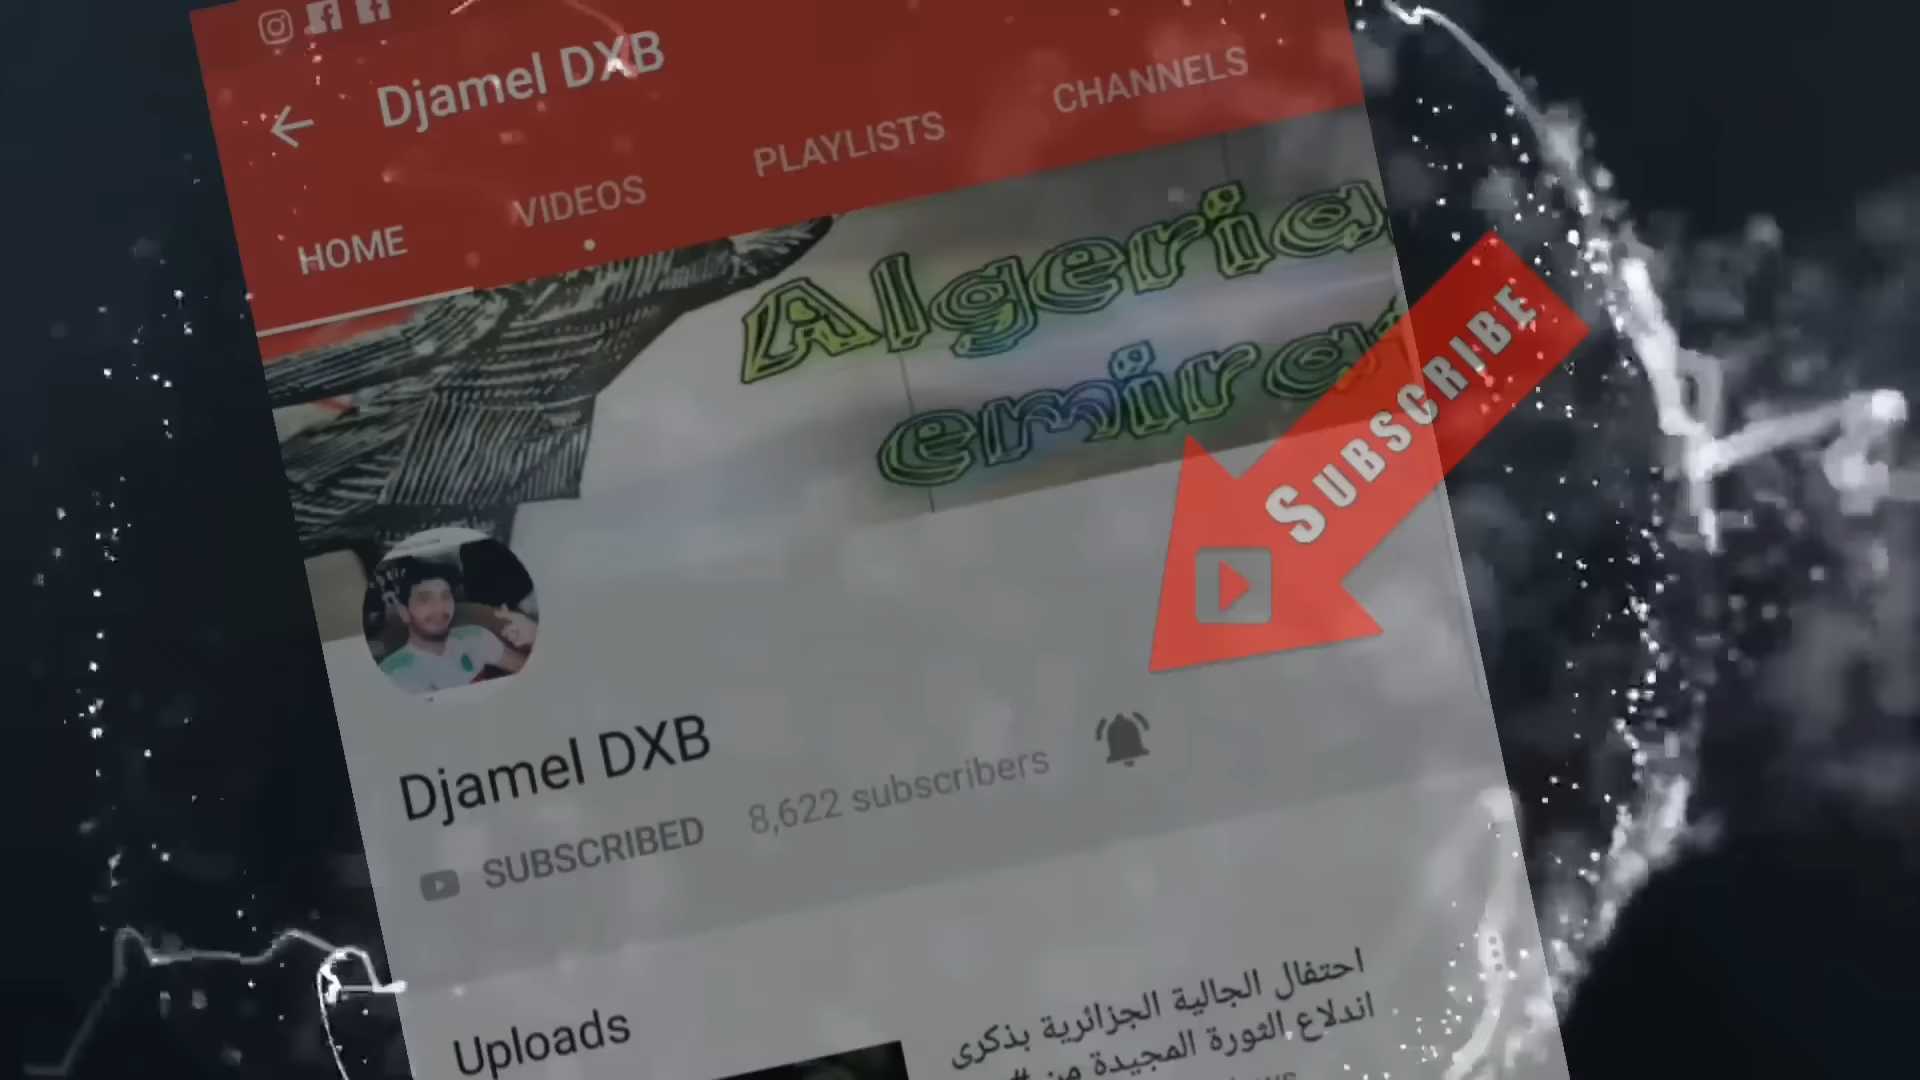 Djamel DXB
HOME
VIDEOS
PLAYLISTS
CHANNELS
Algeria
SUBSCRIBE
Djamel DXB
SUBSCRIBED
8,622 subscribers
Uploads
احتفال الجالية الجزائرية بذكرى
اندلاع الثورة المجيدة من #